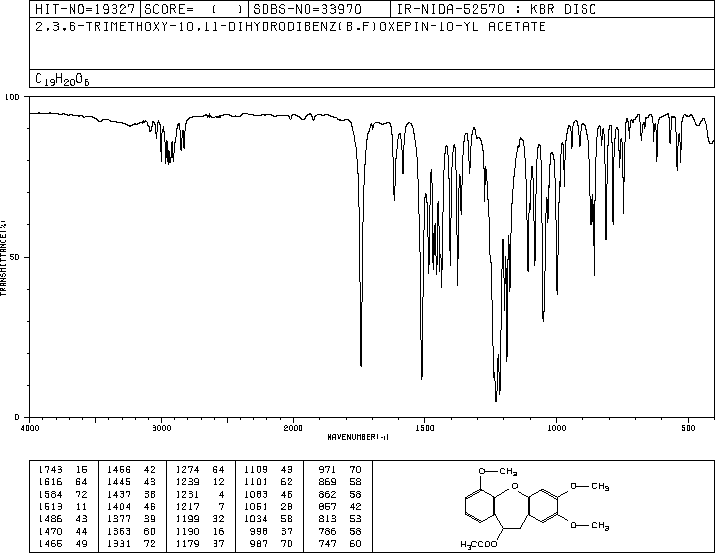 HIT-NO=19327 SCORE= ( ) SDBS-NO=33970 IR-NIDA-52570 : KBR DISC
2,3,6-TRIMETHOXY-10,11-DIHYDRODIBENZ(B,F)OXEPIN-10-YL ACETATE
C19H20O6
100
50
0
TRANSMITTANCE(%)
4000 3000 2000 1500 1000 500
WAVENUMBER(-1)
1743 16 1466 42 1274 64 1109 43 971 70
1616 64 1445 43 1239 12 1101 62 869 58
1584 72 1437 38 1231 4 1083 46 862 58
1513 11 1404 46 1217 7 1051 28 857 42
1486 43 1377 39 1199 32 1034 58 813 53
1470 44 1363 60 1190 16 998 37 786 58
1465 49 1331 72 1179 37 987 70 747 60
O—CH3
O
O—CH3
O—CH3
H3CCOO